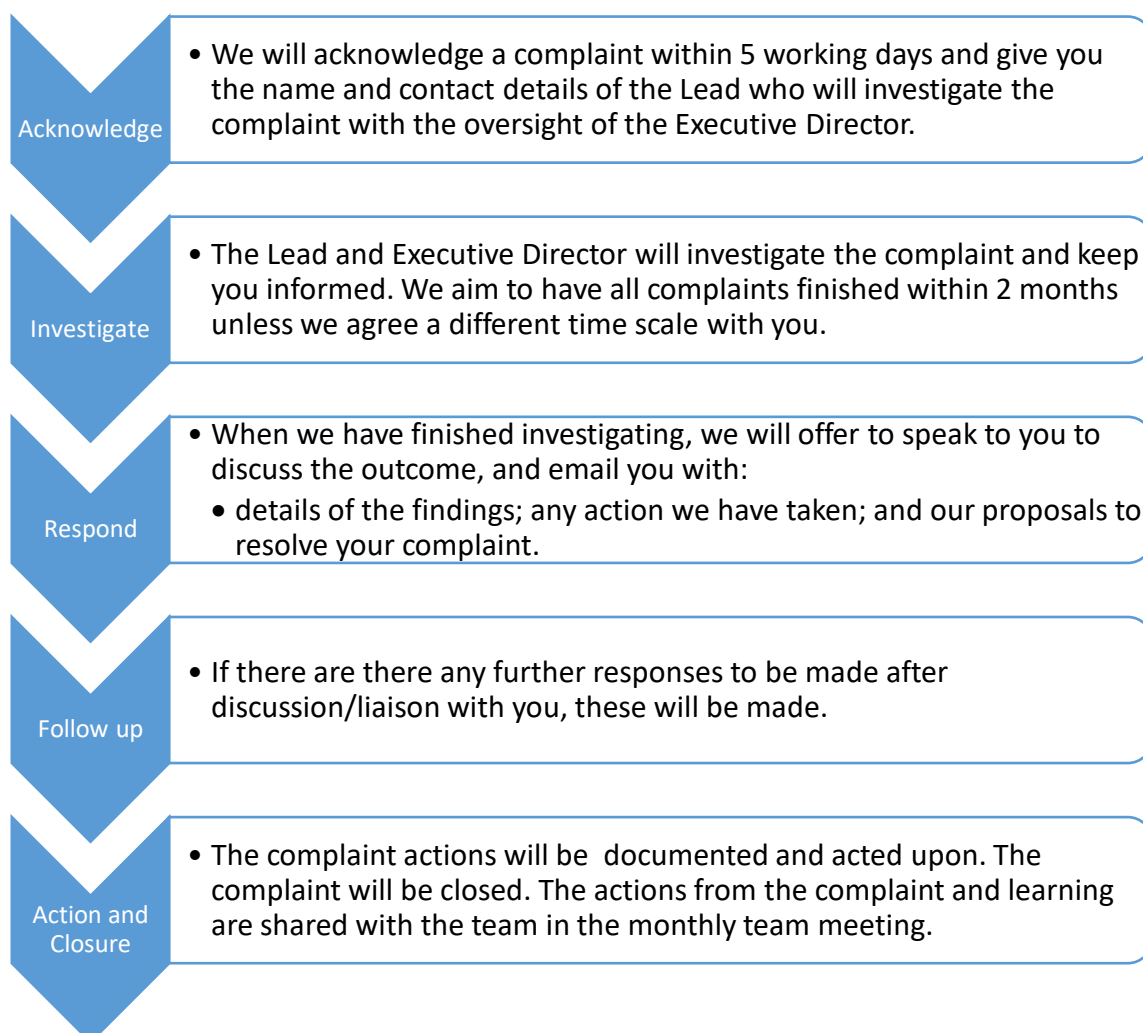 Acknowledge
• We will acknowledge a complaint within 5 working days and give you
the name and contact details of the Lead who will investigate the
complaint with the oversight of the Executive Director.
Investigate
• The Lead and Executive Director will investigate the complaint and keep
you informed. We aim to have all complaints finished within 2 months
unless we agree a different time scale with you.
Respond
• When we have finished investigating, we will offer to speak to you to
discuss the outcome, and email you with:
• details of the findings; any action we have taken; and our proposals to
resolve your complaint.
Follow up
• If there are there any further responses to be made after
discussion/liaison with you, these will be made.
Action and
Closure
• The complaint actions will be  documented and acted upon. The
complaint will be closed. The actions from the complaint and learning
are shared with the team in the monthly team meeting.